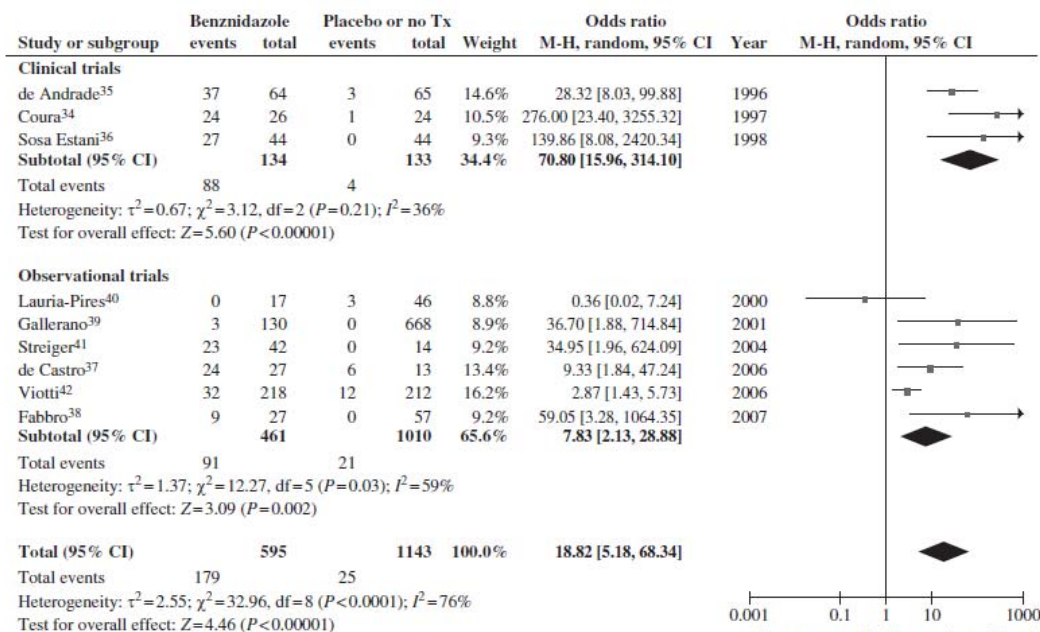 Benznidazole Placebo or no Tx Odds ratio Odds ratio
Study or subgroup events total events total Weight M-H, random, 95% CI Year M-H, random, 95% CI
Clinical trials
de Andrade35 37 64 3 65 14.6% 28.32 [8.03, 99.88] 1996
Coura34 24 26 1 24 10.5% 276.00 [23.40, 3255.32] 1997
Sosa Estani36 27 44 0 44 9.3% 139.86 [8.08, 2420.34] 1998
Subtotal (95% CI) 134 133 34.4% 70.80 [15.96, 314.10]
Total events 88 4
Heterogeneity: τ2=0.67; χ2=3.12, df=2 (P=0.21); I2=36%
Test for overall effect: Z=5.60 (P<0.00001)
Observational trials
Lauria-Pires40 0 17 3 46 8.8% 0.36 [0.02, 7.24] 2000
Gallerano39 3 130 0 668 8.9% 36.70 [1.88, 714.84] 2001
Streiger41 23 42 0 14 9.2% 34.95 [1.96, 624.09] 2004
de Castro37 24 27 6 13 13.4% 9.33 [1.84, 47.24] 2006
Viotti42 32 218 12 212 16.2% 2.87 [1.43, 5.73] 2006
Fabbro38 9 27 0 57 9.2% 59.05 [3.28, 1064.35] 2007
Subtotal (95% CI) 461 1010 65.6% 7.83 [2.13, 28.88]
Total events 91 21
Heterogeneity: τ2=1.37; χ2=12.27, df=5 (P=0.03); I2=59%
Test for overall effect: Z=3.09 (P=0.002)
Total (95% CI) 595 1143 100.0% 18.82 [5.18, 68.34]
Total events 179 25
Heterogeneity: τ2=2.55; χ2=32.96, df=8 (P<0.0001); I2=76%
Test for overall effect: Z=4.46 (P<0.00001)
0.001 0.1 1 10 1000